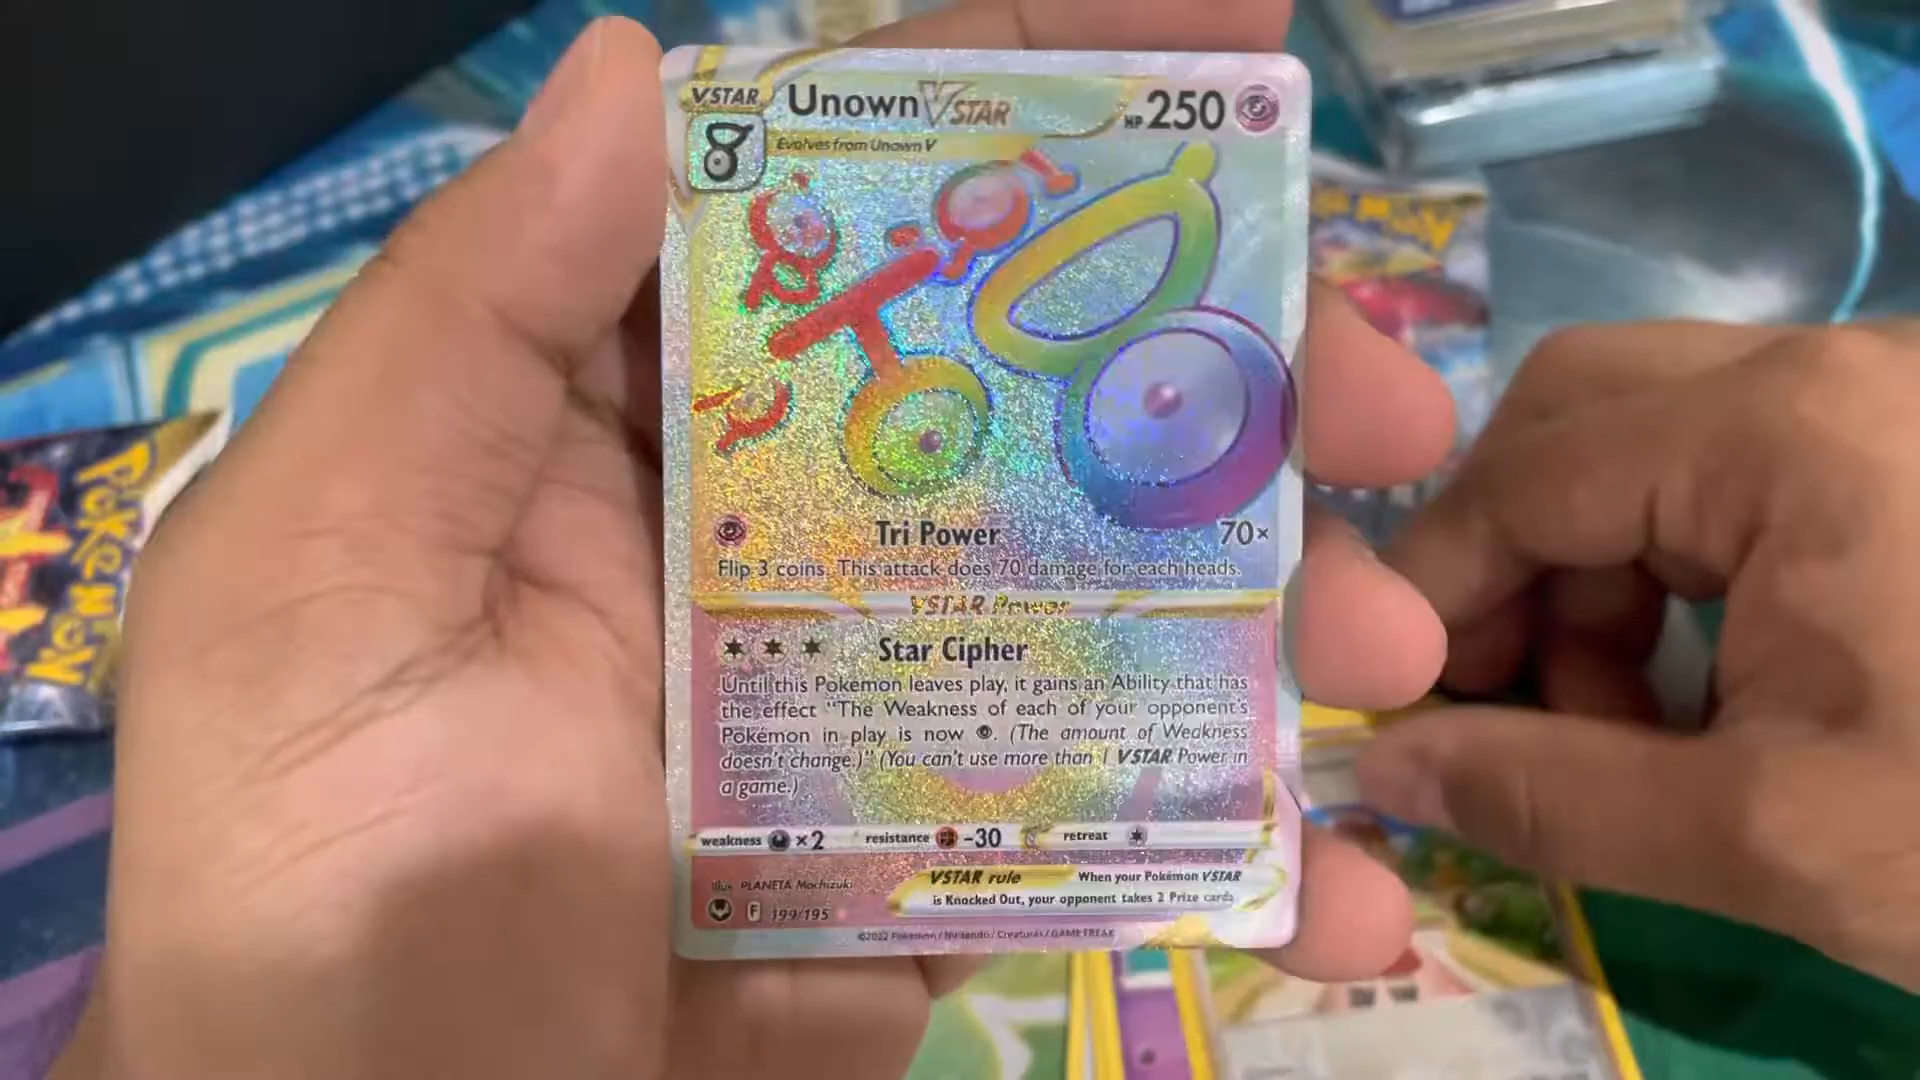 VSTAR Unown VSTAR HP 250
Evolves from Unown V
Tri Power 70×
Flip 3 coins. This attack does 70 damage for each heads.
VSTAR Power
Star Cipher
Until this Pokémon leaves play, it gains an Ability that has
the effect “The Weakness of each of your opponent's
Pokémon in play is now . (The amount of Weakness
doesn't change.)” (You can't use more than 1 VSTAR Power in
a game.)
weakness ×2 resistance -30 retreat
Illus. PLANETA Mochizuki
VSTAR rule When your Pokémon VSTAR
is Knocked Out, your opponent takes 2 Prize cards.
F 199/195
©2022 Pokémon / Nintendo / Creatures / GAME FREAK
POKÉMON
POKÉMON